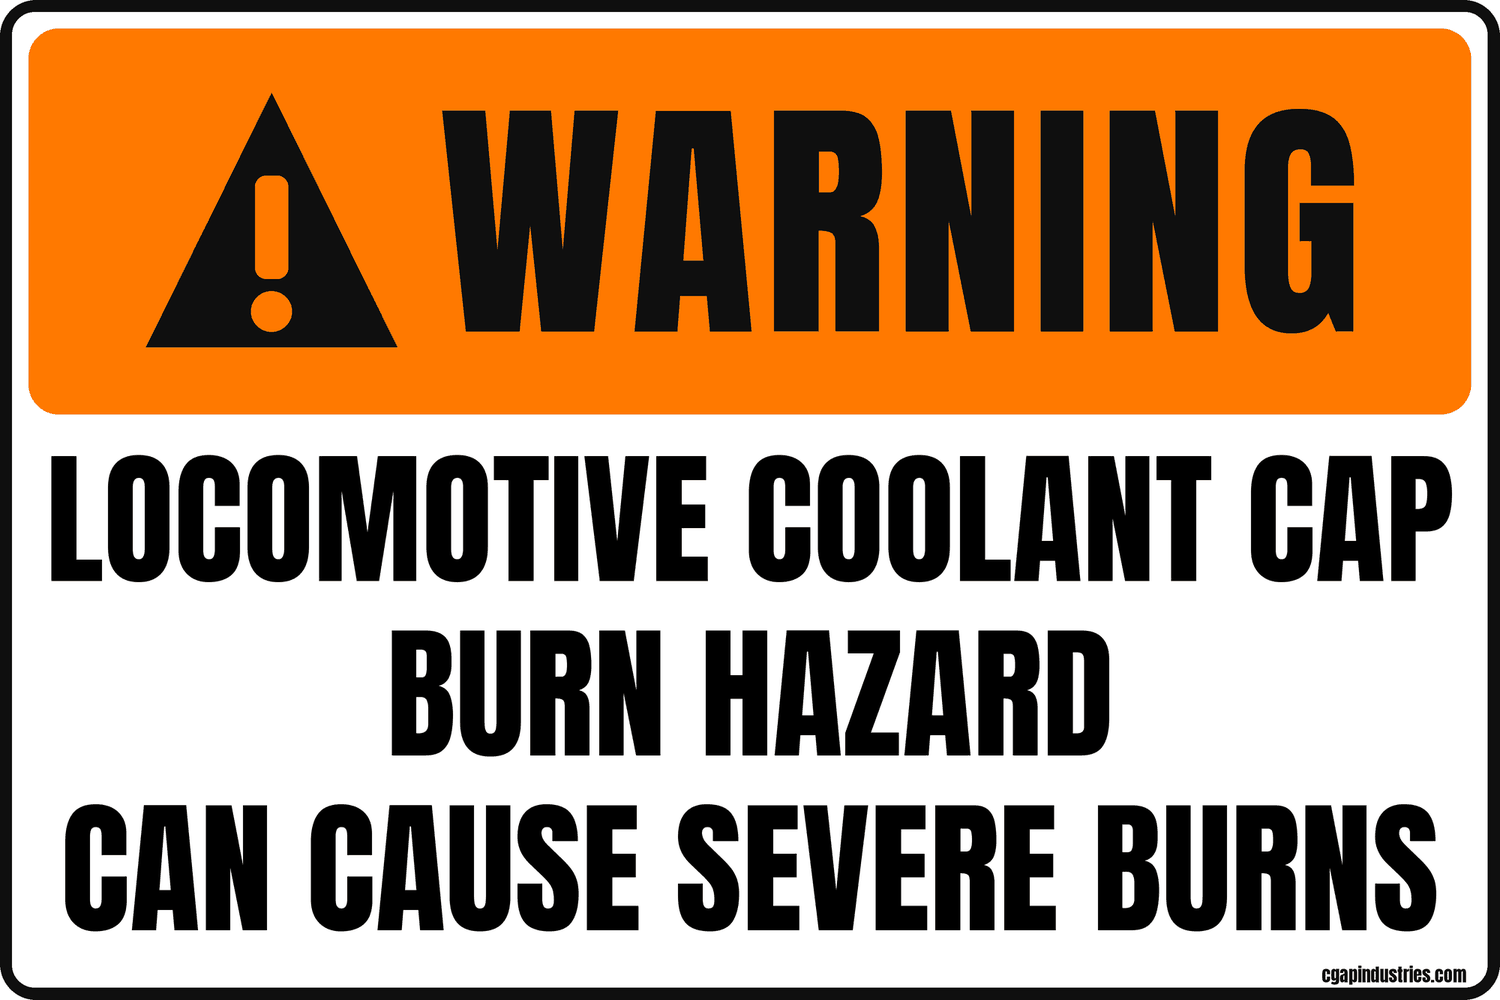 WARNING
LOCOMOTIVE COOLANT CAP
BURN HAZARD
CAN CAUSE SEVERE BURNS
cgapindustries.com